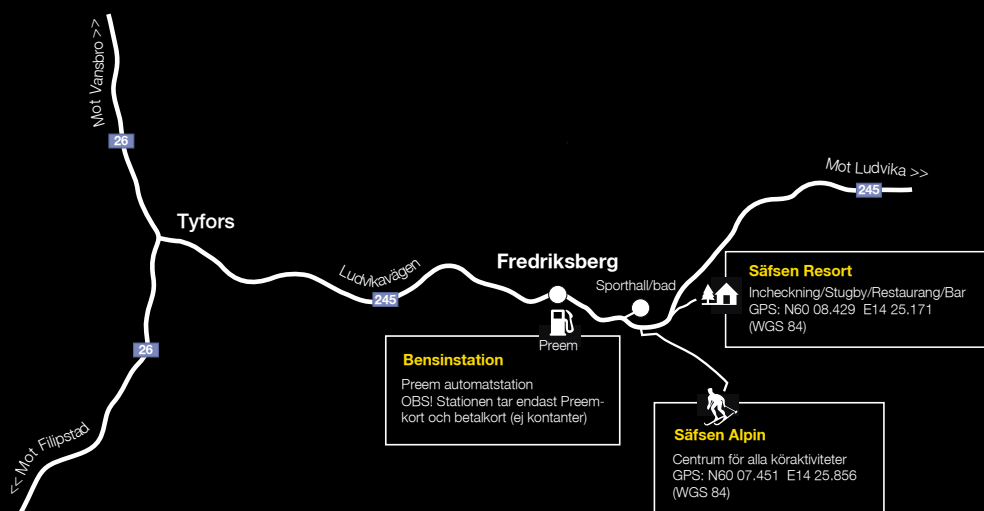 Mot Vansbro >>
26
Tyfors
Mot Ludvika >>
245
Ludvikavägen
245
Fredriksberg
Sporthall/bad
Säfsen Resort
Incheckning/Stugby/Restaurang/Bar
GPS: N60 08.429  E14 25.171
(WGS 84)
Preem
26
Bensinstation
Preem automatstation
OBS! Stationen tar endast Preem-
kort och betalkort (ej kontanter)
<< Mot Filipstad
Säfsen Alpin
Centrum för alla köraktiviteter
GPS: N60 07.451  E14 25.856
(WGS 84)